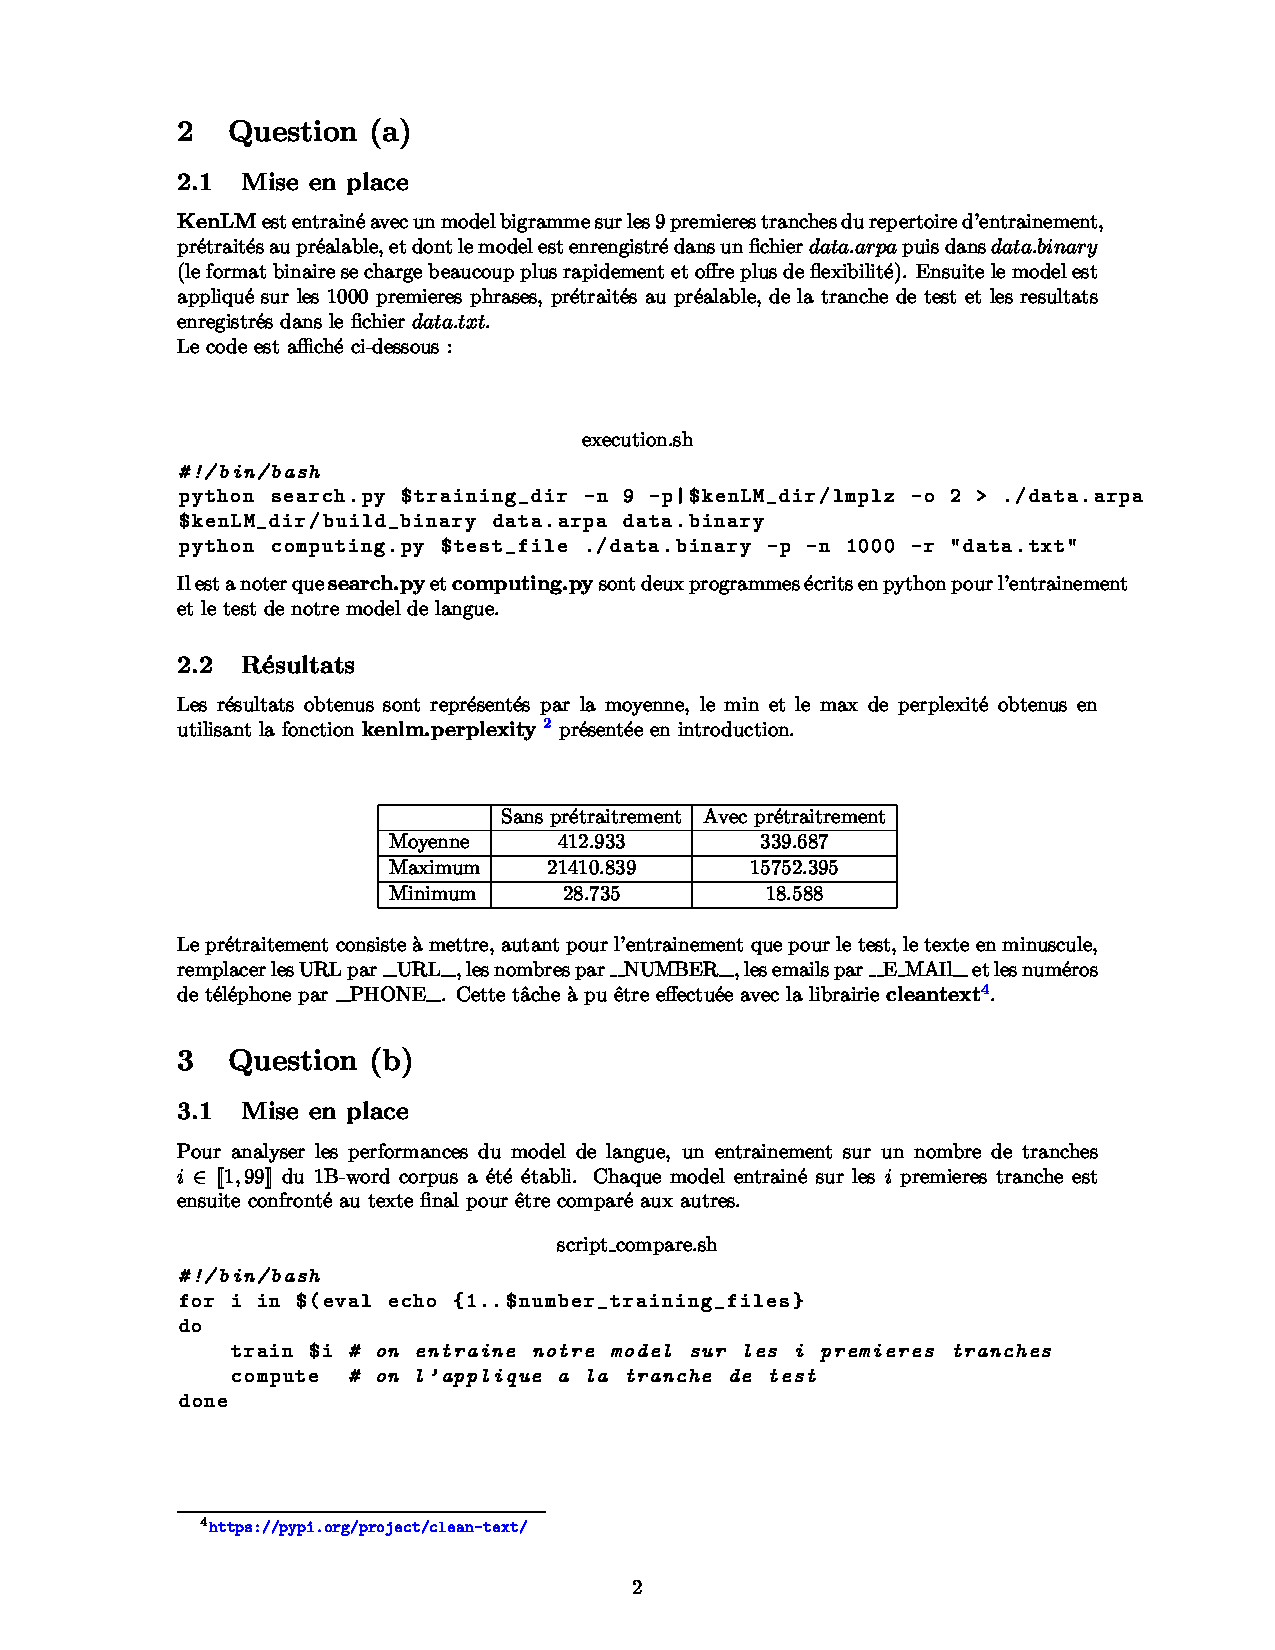 2 Question (a)
2.1 Mise en place
KenLM est entrainé avec un model bigramme sur les 9 premieres tranches du repertoire d'entrainement,
prétraités au préalable, et dont le model est enrengistré dans un fichier data.arpa puis dans data.binary
(le format binaire se charge beaucoup plus rapidement et offre plus de flexibilité). Ensuite le model est
appliqué sur les 1000 premieres phrases, prétraités au préalable, de la tranche de test et les resultats
enregistrés dans le fichier data.txt.
Le code est affiché ci-dessous :
execution.sh
#!/bin/bash
python search.py $training_dir -n 9 -p|$kenLM_dir/lmplz -o 2 > ./data.arpa
$kenLM_dir/build_binary data.arpa data.binary
python computing.py $test_file ./data.binary -p -n 1000 -r "data.txt"
Il est a noter que search.py et computing.py sont deux programmes écrits en python pour l'entrainement
et le test de notre model de langue.
2.2 Résultats
Les résultats obtenus sont représentés par la moyenne, le min et le max de perplexité obtenus en
utilisant la fonction kenlm.perplexity 2 présentée en introduction.
Sans prétraitrement Avec prétraitrement
Moyenne 412.933 339.687
Maximum 21410.839 15752.395
Minimum 28.735 18.588
Le prétraitement consiste à mettre, autant pour l'entrainement que pour le test, le texte en minuscule,
remplacer les URL par _URL_, les nombres par __NUMBER_, les emails par __E_MAIl_ et les numéros
de téléphone par __PHONE_. Cette tâche à pu être effectuée avec la librairie cleantext4.
3 Question (b)
3.1 Mise en place
Pour analyser les performances du model de langue, un entrainement sur un nombre de tranches
i ∈ ⟦1, 99⟧ du 1B-word corpus a été établi. Chaque model entrainé sur les i premieres tranche est
ensuite confronté au texte final pour être comparé aux autres.
script_compare.sh
#!/bin/bash
for i in $(eval echo {1..$number_training_files}
do
train $i # on entraine notre model sur les i premieres tranches
compute # on l'applique a la tranche de test
done
4https://pypi.org/project/clean-text/
2